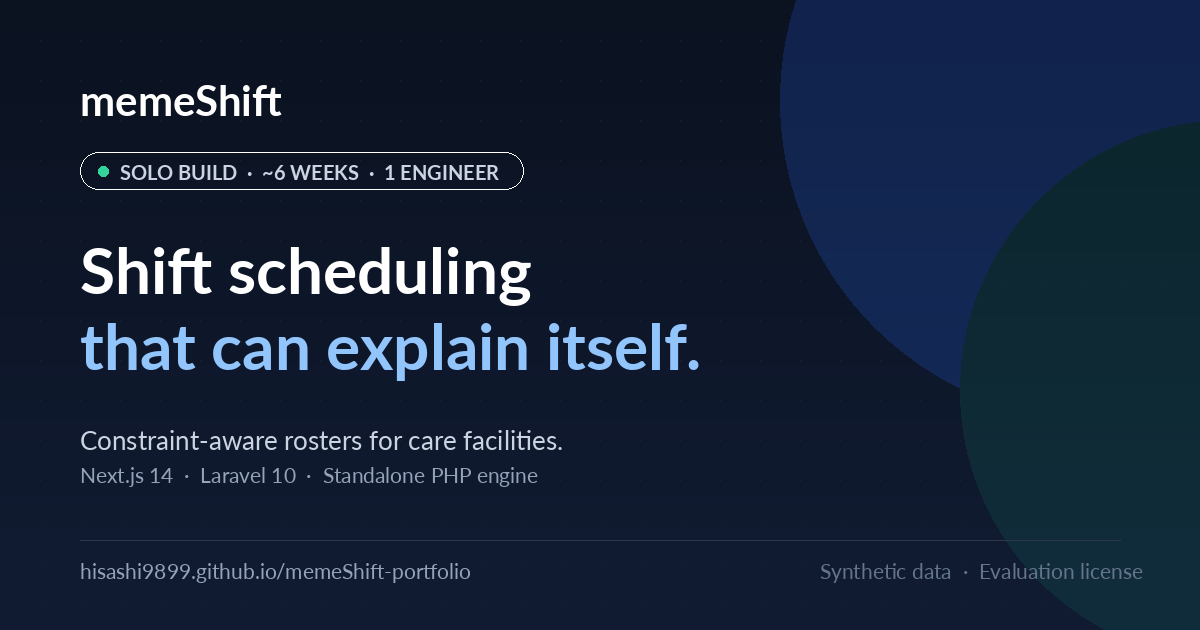 memeShift
SOLO BUILD · ~6 WEEKS · 1 ENGINEER
Shift scheduling
that can explain itself.
Constraint-aware rosters for care facilities.
Next.js 14 · Laravel 10 · Standalone PHP engine
hisashi9899.github.io/memeShift-portfolio
Synthetic data · Evaluation license